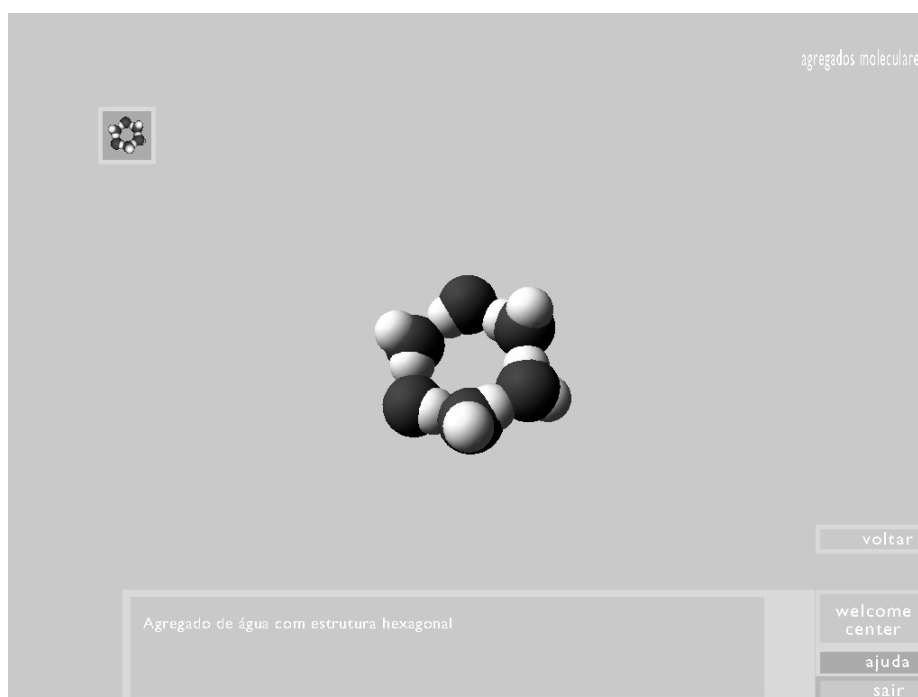 agregados moleculare
voltar
Agregado de água com estrutura hexagonal
welcome
center
ajuda
sair